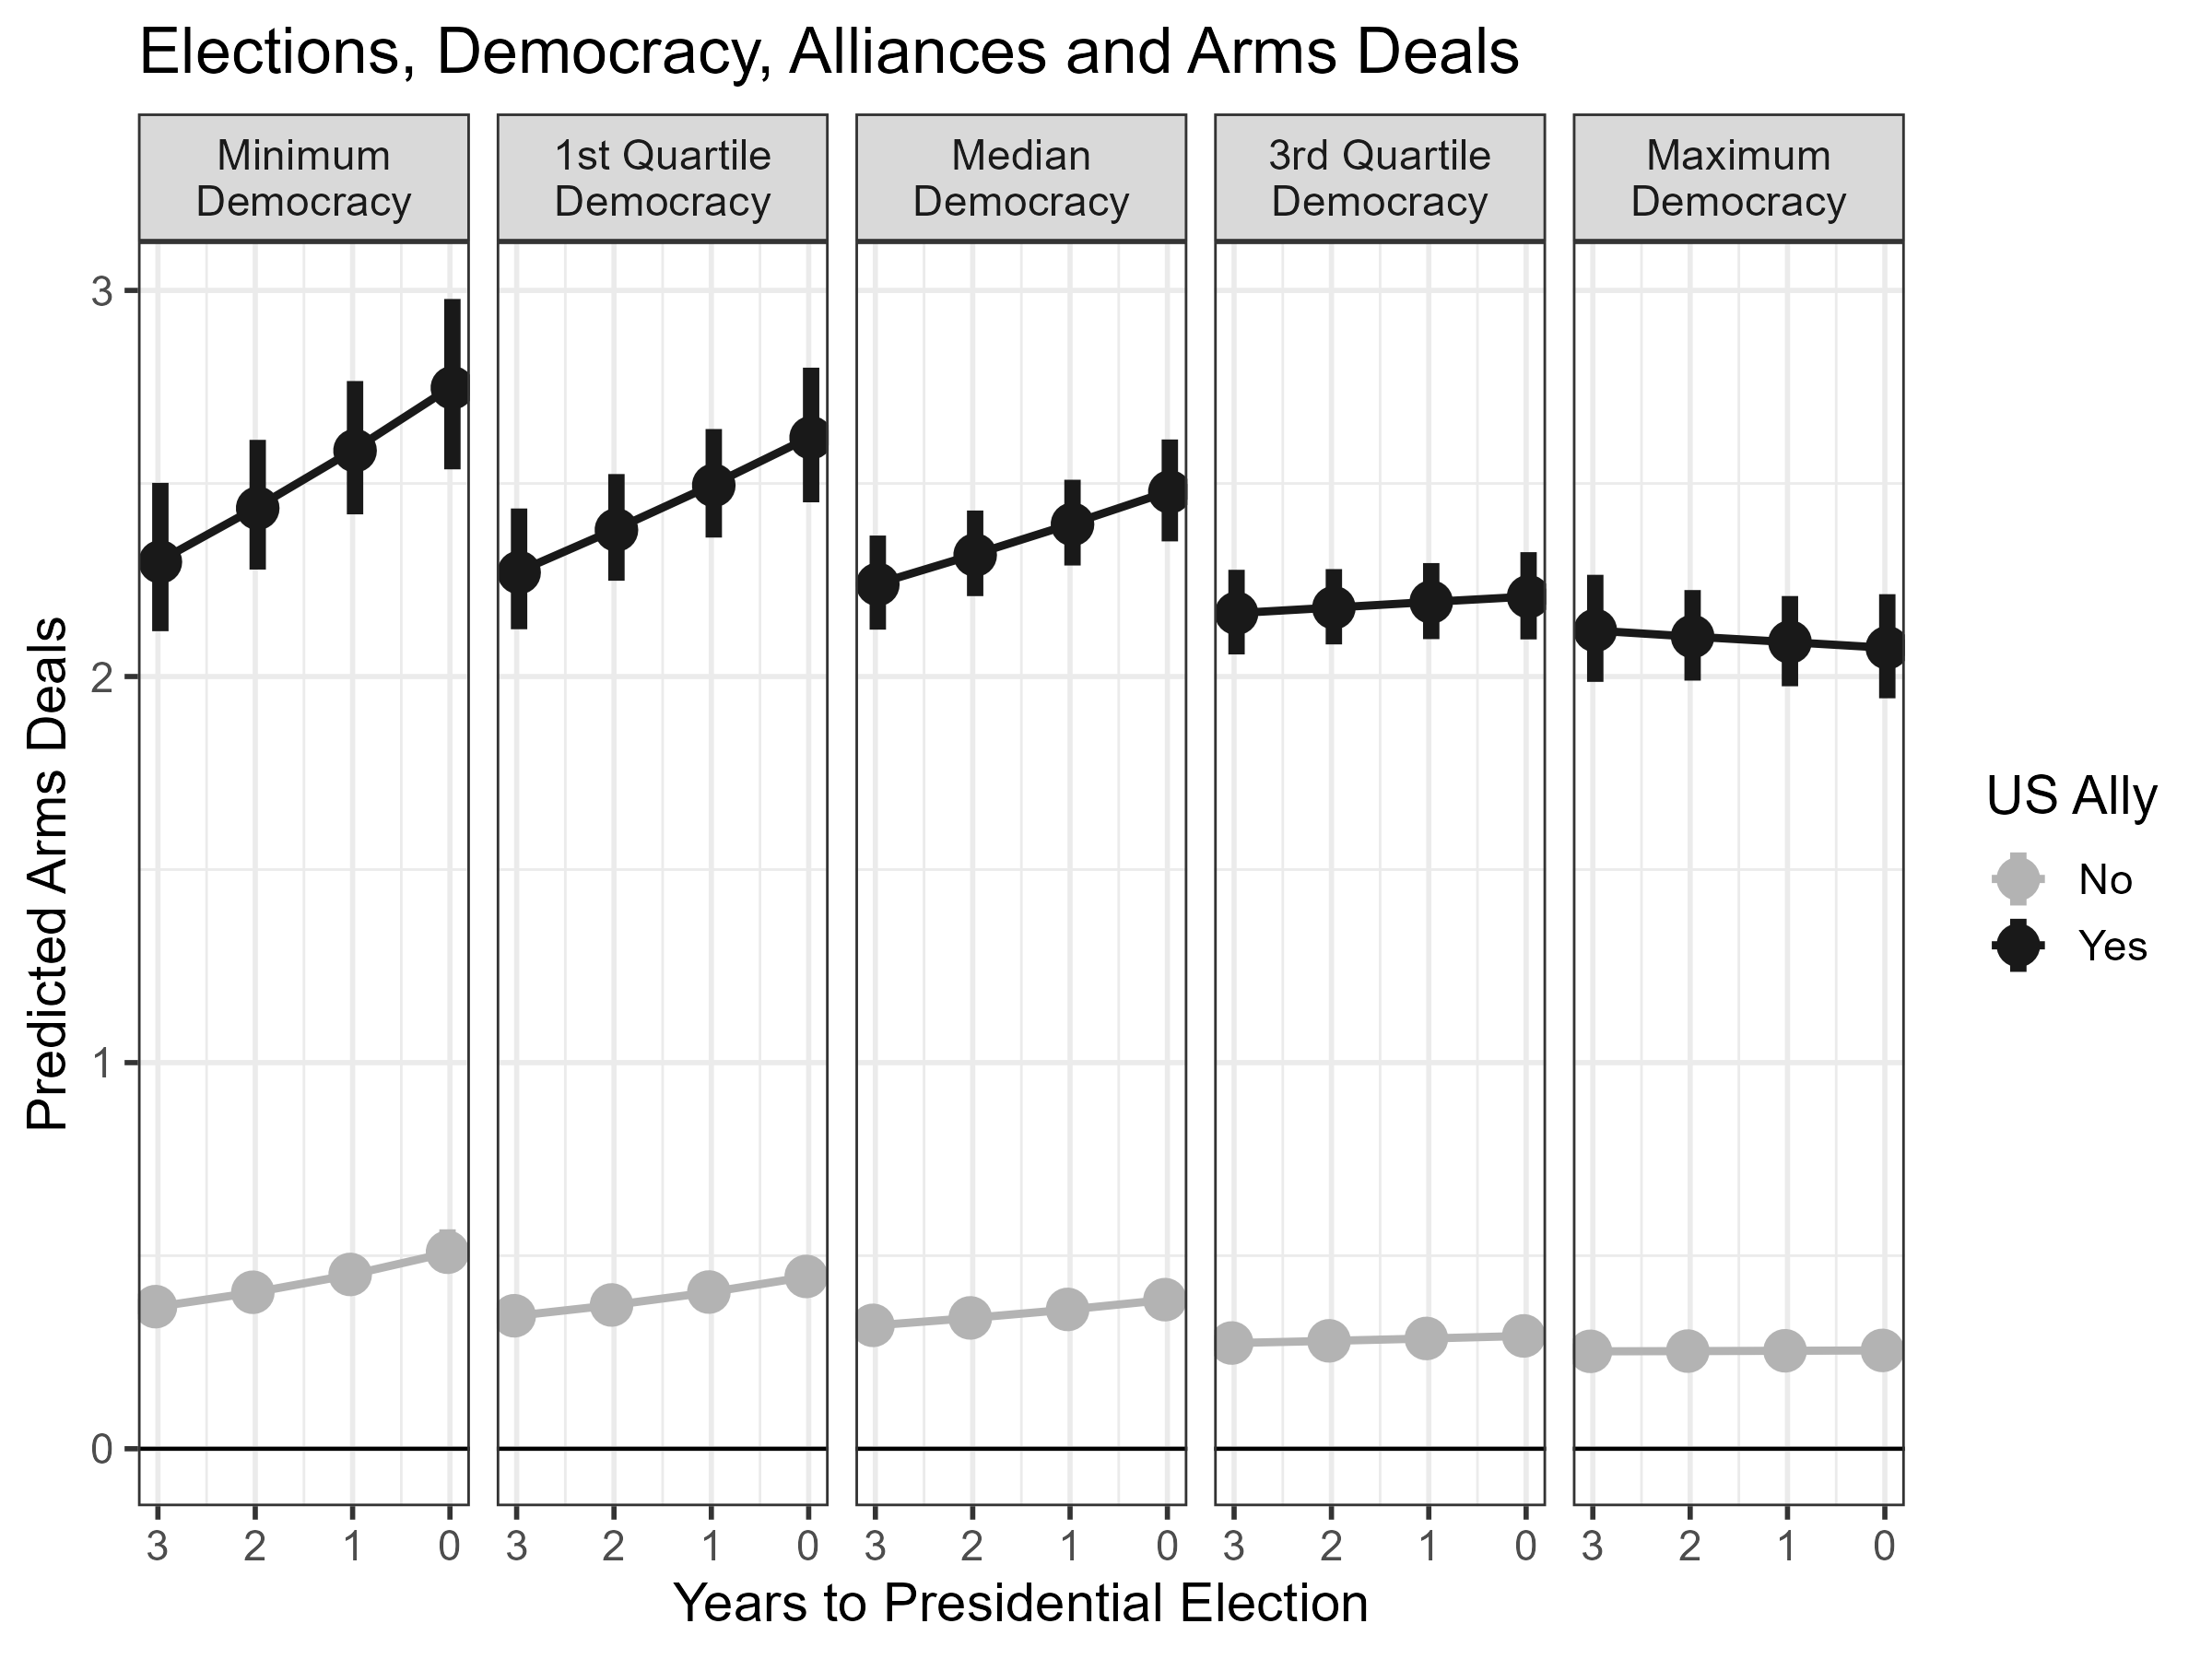 Elections, Democracy, Alliances and Arms Deals
Minimum
Democracy
1st Quartile
Democracy
Median
Democracy
3rd Quartile
Democracy
Maximum
Democracy
Predicted Arms Deals
3
2
1
0
3 2 1 0
3 2 1 0
3 2 1 0
3 2 1 0
3 2 1 0
Years to Presidential Election
US Ally
No
Yes